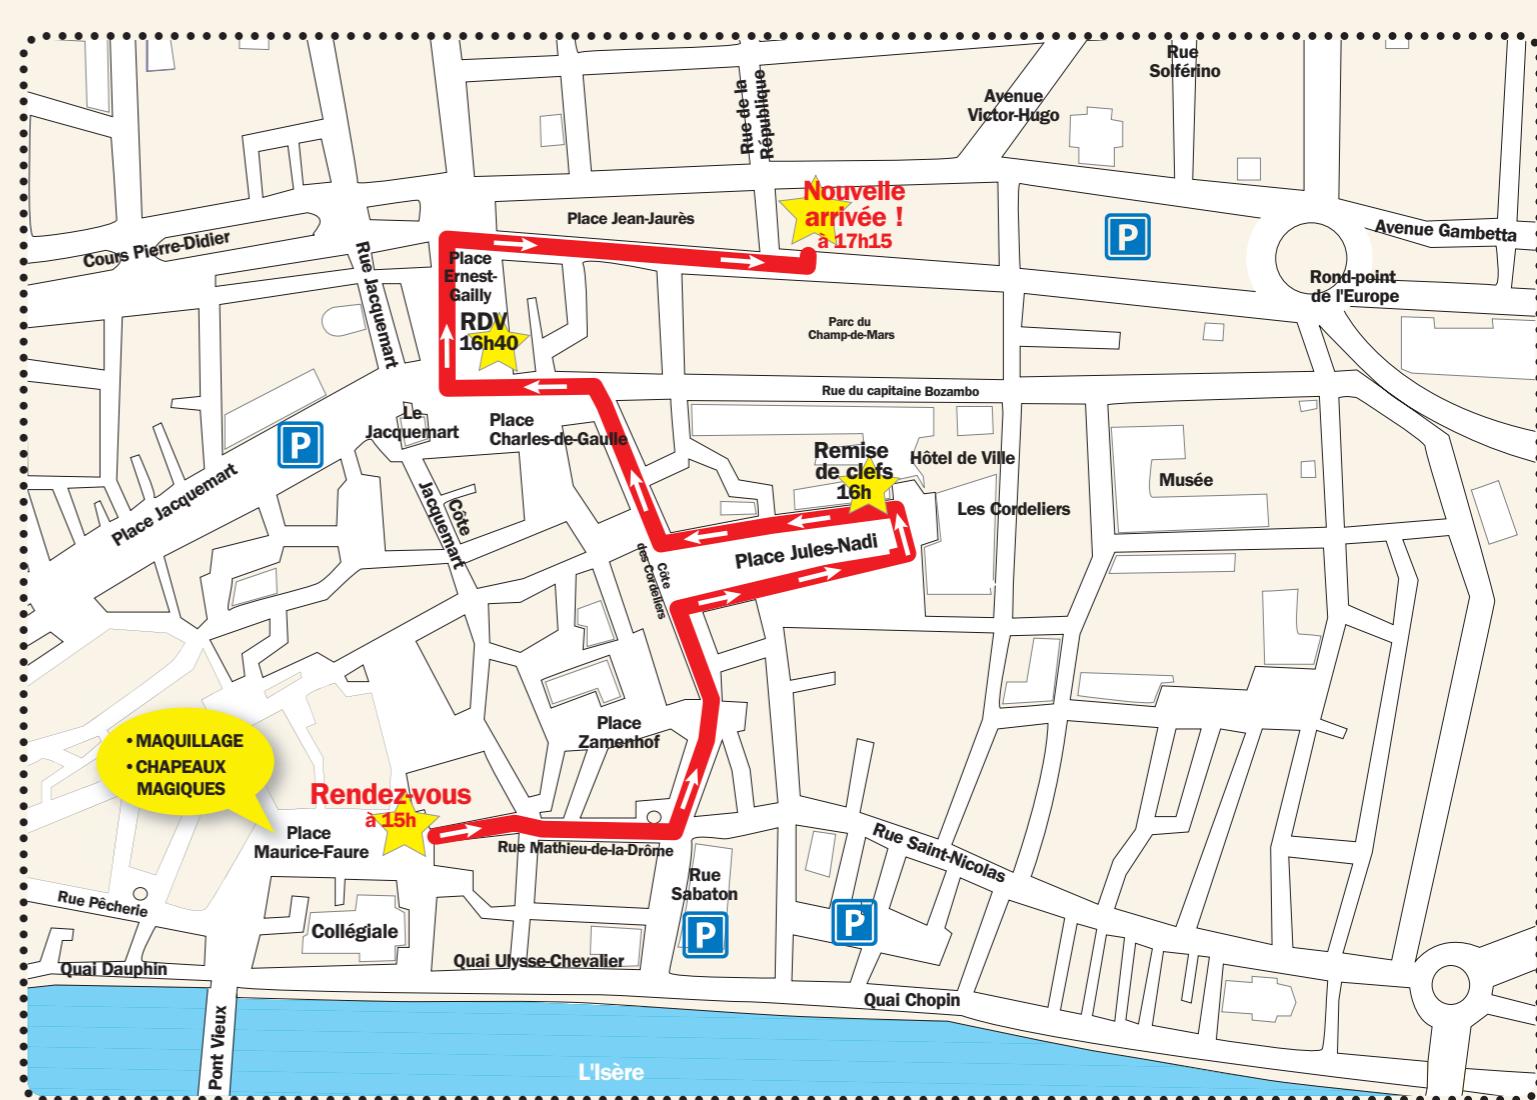 Rue
Solférino
Avenue
Victor-Hugo
Rue de la
République
Nouvelle
arrivée !
à 17h15
Place Jean-Jaurès
Avenue Gambetta
Cours Pierre-Didier
Rue Jacquemart
Place
Ernest-
Gailly
P
Rond-point
de l'Europe
RDV
16h40
Parc du
Champ-de-Mars
Rue du capitaine Bozambo
Le
Jacquemart
Place
Charles-de-Gaulle
P
Remise
de clefs
16h
Hôtel de Ville
Musée
Place Jacquemart
Côte
Jacquemart
Les Cordeliers
Place Jules-Nadi
Côte
des Cordeliers
Place
Zamenhof
• MAQUILLAGE
• CHAPEAUX
MAGIQUES
Rendez-vous
à 15h
Place
Maurice-Faure
Rue Mathieu-de-la-Drôme
Rue Saint-Nicolas
Rue
Sabaton
Rue Pêcherie
Collégiale
P
P
Quai Dauphin
Quai Ulysse-Chevalier
Quai Chopin
Pont Vieux
L'Isère